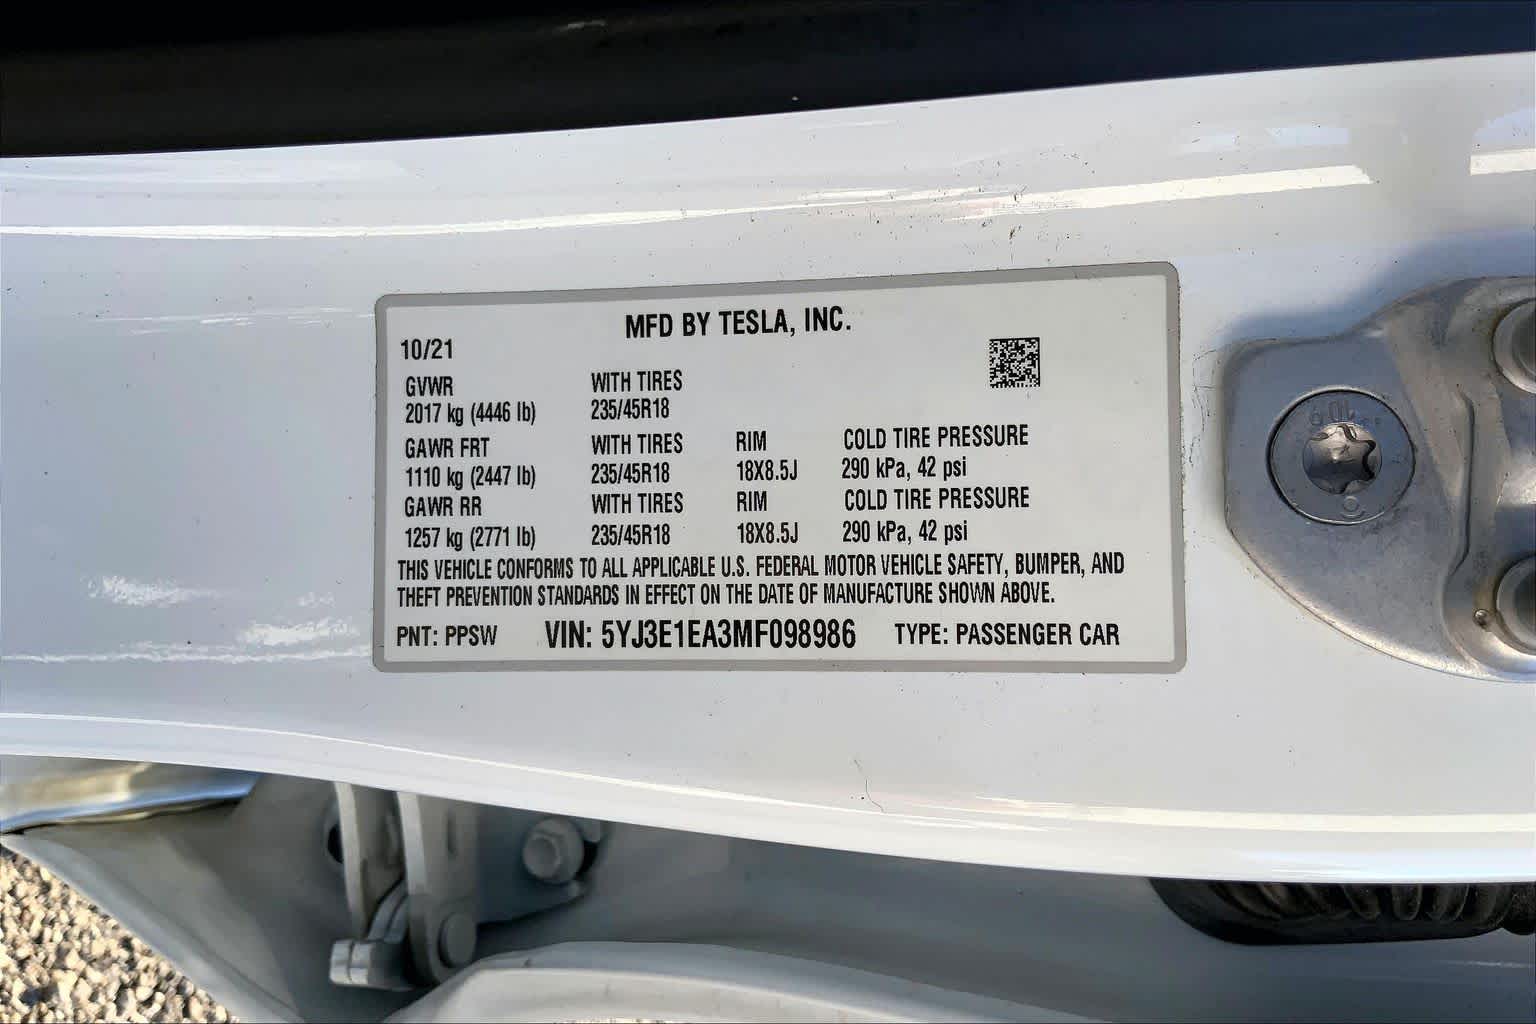 MFD BY TESLA, INC.
10/21
GVWR WITH TIRES
2017 kg (4446 lb) 235/45R18
GAWR FRT WITH TIRES RIM COLD TIRE PRESSURE
1110 kg (2447 lb) 235/45R18 18X8.5J 290 kPa, 42 psi
GAWR RR WITH TIRES RIM COLD TIRE PRESSURE
1257 kg (2771 lb) 235/45R18 18X8.5J 290 kPa, 42 psi
THIS VEHICLE CONFORMS TO ALL APPLICABLE U.S. FEDERAL MOTOR VEHICLE SAFETY, BUMPER, AND
THEFT PREVENTION STANDARDS IN EFFECT ON THE DATE OF MANUFACTURE SHOWN ABOVE.
PNT: PPSW VIN: 5YJ3E1EA3MF098986 TYPE: PASSENGER CAR